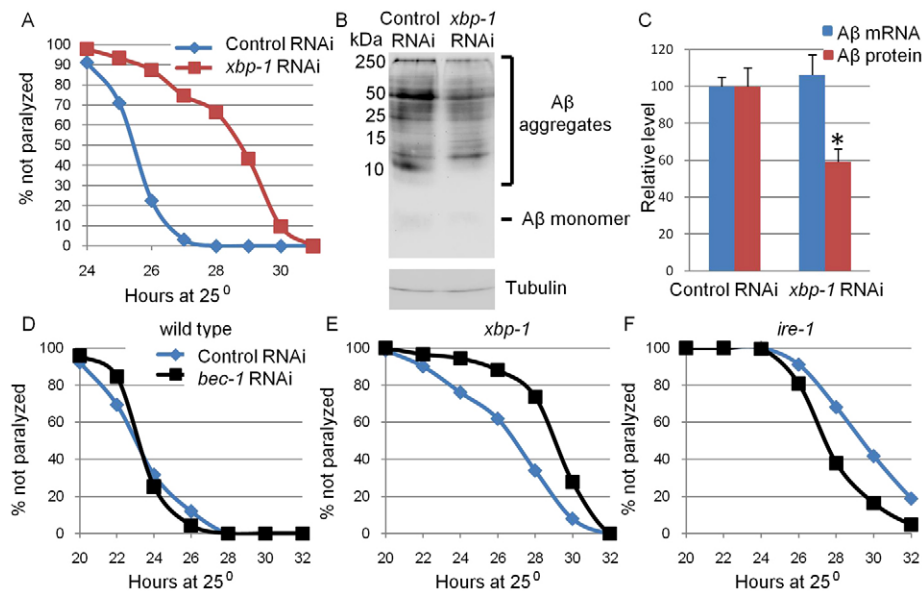 A
Control RNAi
xbp-1 RNAi
% not paralyzed
100
90
80
70
60
50
40
30
20
10
0
24 26 28 30
Hours at 25⁰
B
Control xbp-1
kDa RNAi RNAi
250
50
25
15
10
Aβ
aggregates
Aβ monomer
Tubulin
C
Aβ mRNA
Aβ protein
Relative level
120
100
80
60
40
20
0
*
Control RNAi xbp-1 RNAi
D wild type
Control RNAi
bec-1 RNAi
% not paralyzed
100
80
60
40
20
0
20 22 24 26 28 30 32
Hours at 25⁰
E xbp-1
% not paralyzed
100
80
60
40
20
0
20 22 24 26 28 30 32
Hours at 25⁰
F ire-1
% not paralyzed
100
80
60
40
20
0
20 22 24 26 28 30 32
Hours at 25⁰